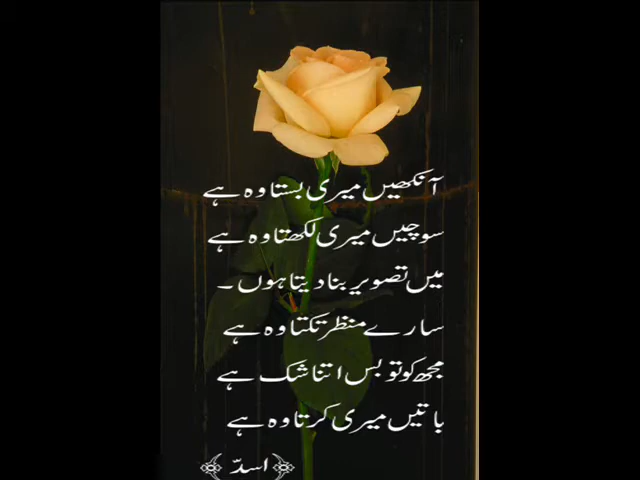 آنکھیں میری بستا وہ ہے
سوچیں میری لکھتا وہ ہے
میں تصویر بنا دیتا ہوں ۔
سارے منظر تکتا وہ ہے
مجھ کو تو بس اتنا شک ہے
باتیں میری کرتا وہ ہے
اسدؔ